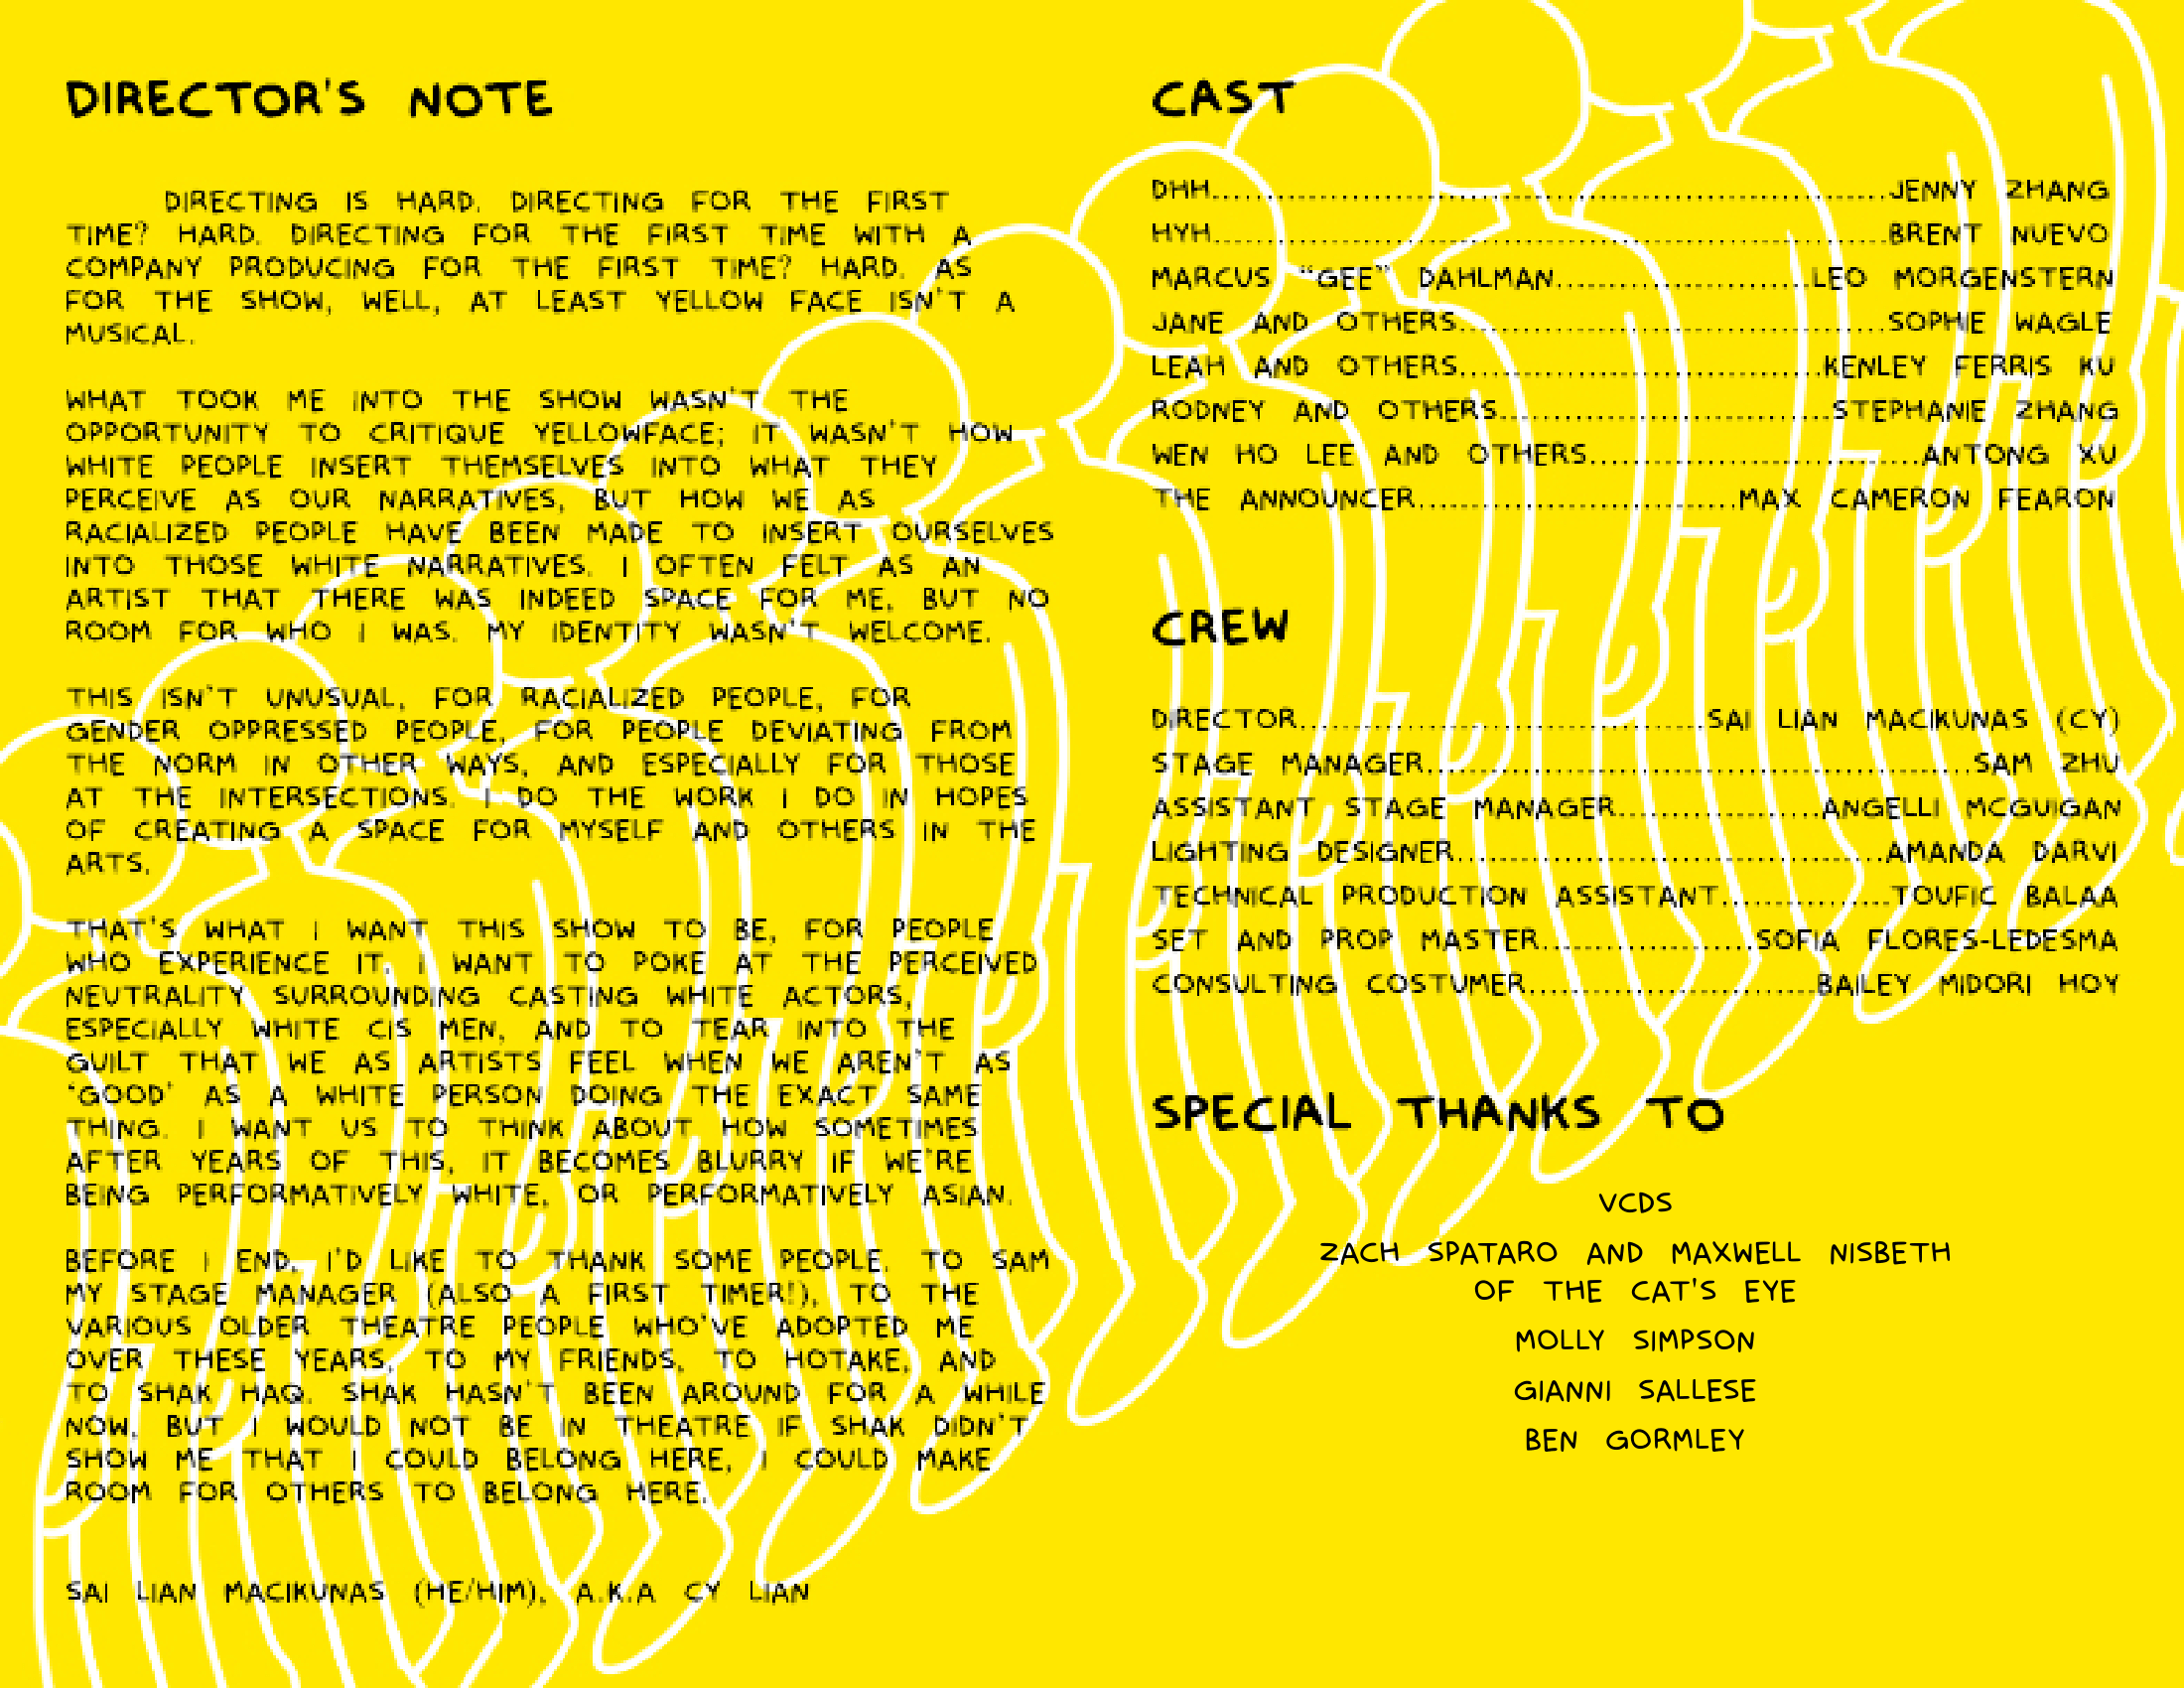 DIRECTOR'S NOTE
DIRECTING IS HARD. DIRECTING FOR THE FIRST
TIME? HARD. DIRECTING FOR THE FIRST TIME WITH A
COMPANY PRODUCING FOR THE FIRST TIME? HARD. AS
FOR THE SHOW, WELL, AT LEAST YELLOW FACE ISN'T A
MUSICAL.
WHAT TOOK ME INTO THE SHOW WASN'T THE
OPPORTUNITY TO CRITIQUE YELLOWFACE; IT WASN'T HOW
WHITE PEOPLE INSERT THEMSELVES INTO WHAT THEY
PERCEIVE AS OUR NARRATIVES, BUT HOW WE AS
RACIALIZED PEOPLE HAVE BEEN MADE TO INSERT OURSELVES
INTO THOSE WHITE NARRATIVES. I OFTEN FELT AS AN
ARTIST THAT THERE WAS INDEED SPACE FOR ME, BUT NO
ROOM FOR WHO I WAS. MY IDENTITY WASN'T WELCOME.
THIS ISN'T UNUSUAL, FOR RACIALIZED PEOPLE, FOR
GENDER OPPRESSED PEOPLE, FOR PEOPLE DEVIATING FROM
THE NORM IN OTHER WAYS, AND ESPECIALLY FOR THOSE
AT THE INTERSECTIONS. I DO THE WORK I DO IN HOPES
OF CREATING A SPACE FOR MYSELF AND OTHERS IN THE
ARTS.
THAT'S WHAT I WANT THIS SHOW TO BE, FOR PEOPLE
WHO EXPERIENCE IT. I WANT TO POKE AT THE PERCEIVED
NEUTRALITY SURROUNDING CASTING WHITE ACTORS,
ESPECIALLY WHITE CIS MEN, AND TO TEAR INTO THE
GUILT THAT WE AS ARTISTS FEEL WHEN WE AREN'T AS
'GOOD' AS A WHITE PERSON DOING THE EXACT SAME
THING. I WANT US TO THINK ABOUT HOW SOMETIMES
AFTER YEARS OF THIS, IT BECOMES BLURRY IF WE'RE
BEING PERFORMATIVELY WHITE, OR PERFORMATIVELY ASIAN.
BEFORE I END, I'D LIKE TO THANK SOME PEOPLE. TO SAM
MY STAGE MANAGER (ALSO A FIRST TIMER!), TO THE
VARIOUS OLDER THEATRE PEOPLE WHO'VE ADOPTED ME
OVER THESE YEARS, TO MY FRIENDS, TO HOTAKE, AND
TO SHAK HAQ. SHAK HASN'T BEEN AROUND FOR A WHILE
NOW, BUT I WOULD NOT BE IN THEATRE IF SHAK DIDN'T
SHOW ME THAT I COULD BELONG HERE, I COULD MAKE
ROOM FOR OTHERS TO BELONG HERE.
SAI LIAN MACIKUNAS (HE/HIM), A.K.A CY LIAN
CAST
DHH..........JENNY ZHANG
HYH..........BRENT NUEVO
MARCUS "GEE" DAHLMAN..........LEO MORGENSTERN
JANE AND OTHERS..........SOPHIE WAGLE
LEAH AND OTHERS..........KENLEY FERRIS KU
RODNEY AND OTHERS..........STEPHANIE ZHANG
WEN HO LEE AND OTHERS..........ANTONG XU
THE ANNOUNCER..........MAX CAMERON FEARON
CREW
DIRECTOR..........SAI LIAN MACIKUNAS (CY)
STAGE MANAGER..........SAM ZHU
ASSISTANT STAGE MANAGER..........ANGELLI MCGUIGAN
LIGHTING DESIGNER..........AMANDA DARVI
TECHNICAL PRODUCTION ASSISTANT..........TOUFIC BALAA
SET AND PROP MASTER..........SOFIA FLORES-LEDESMA
CONSULTING COSTUMER..........BAILEY MIDORI HOY
SPECIAL THANKS TO
VCDS
ZACH SPATARO AND MAXWELL NISBETH
OF THE CAT'S EYE
MOLLY SIMPSON
GIANNI SALLESE
BEN GORMLEY